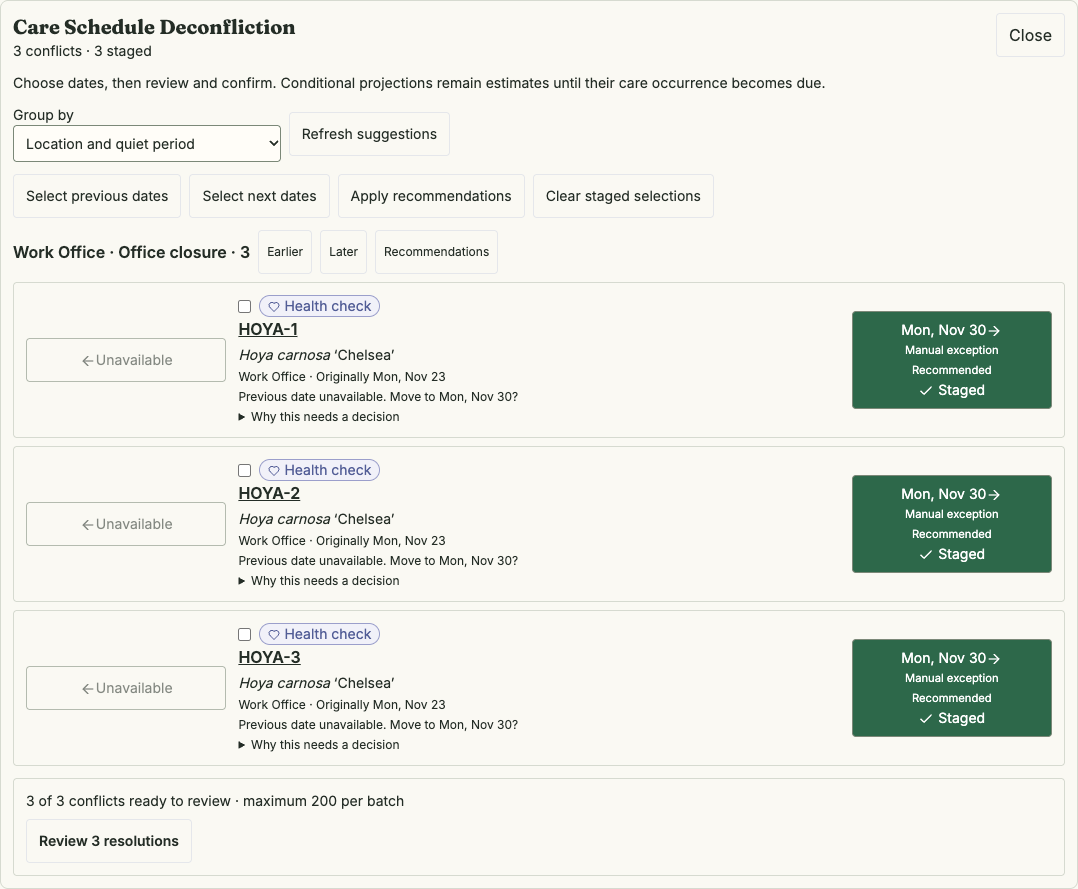 Care Schedule Deconfliction
Close
3 conflicts · 3 staged
Choose dates, then review and confirm. Conditional projections remain estimates until their care occurrence becomes due.
Group by
Location and quiet period
Refresh suggestions
Select previous dates
Select next dates
Apply recommendations
Clear staged selections
Work Office · Office closure · 3
Earlier
Later
Recommendations
←Unavailable
Health check
HOYA-1
Hoya carnosa ‘Chelsea’
Work Office · Originally Mon, Nov 23
Previous date unavailable. Move to Mon, Nov 30?
Why this needs a decision
Mon, Nov 30→
Manual exception
Recommended
✓ Staged
←Unavailable
Health check
HOYA-2
Hoya carnosa ‘Chelsea’
Work Office · Originally Mon, Nov 23
Previous date unavailable. Move to Mon, Nov 30?
Why this needs a decision
Mon, Nov 30→
Manual exception
Recommended
✓ Staged
←Unavailable
Health check
HOYA-3
Hoya carnosa ‘Chelsea’
Work Office · Originally Mon, Nov 23
Previous date unavailable. Move to Mon, Nov 30?
Why this needs a decision
Mon, Nov 30→
Manual exception
Recommended
✓ Staged
3 of 3 conflicts ready to review · maximum 200 per batch
Review 3 resolutions